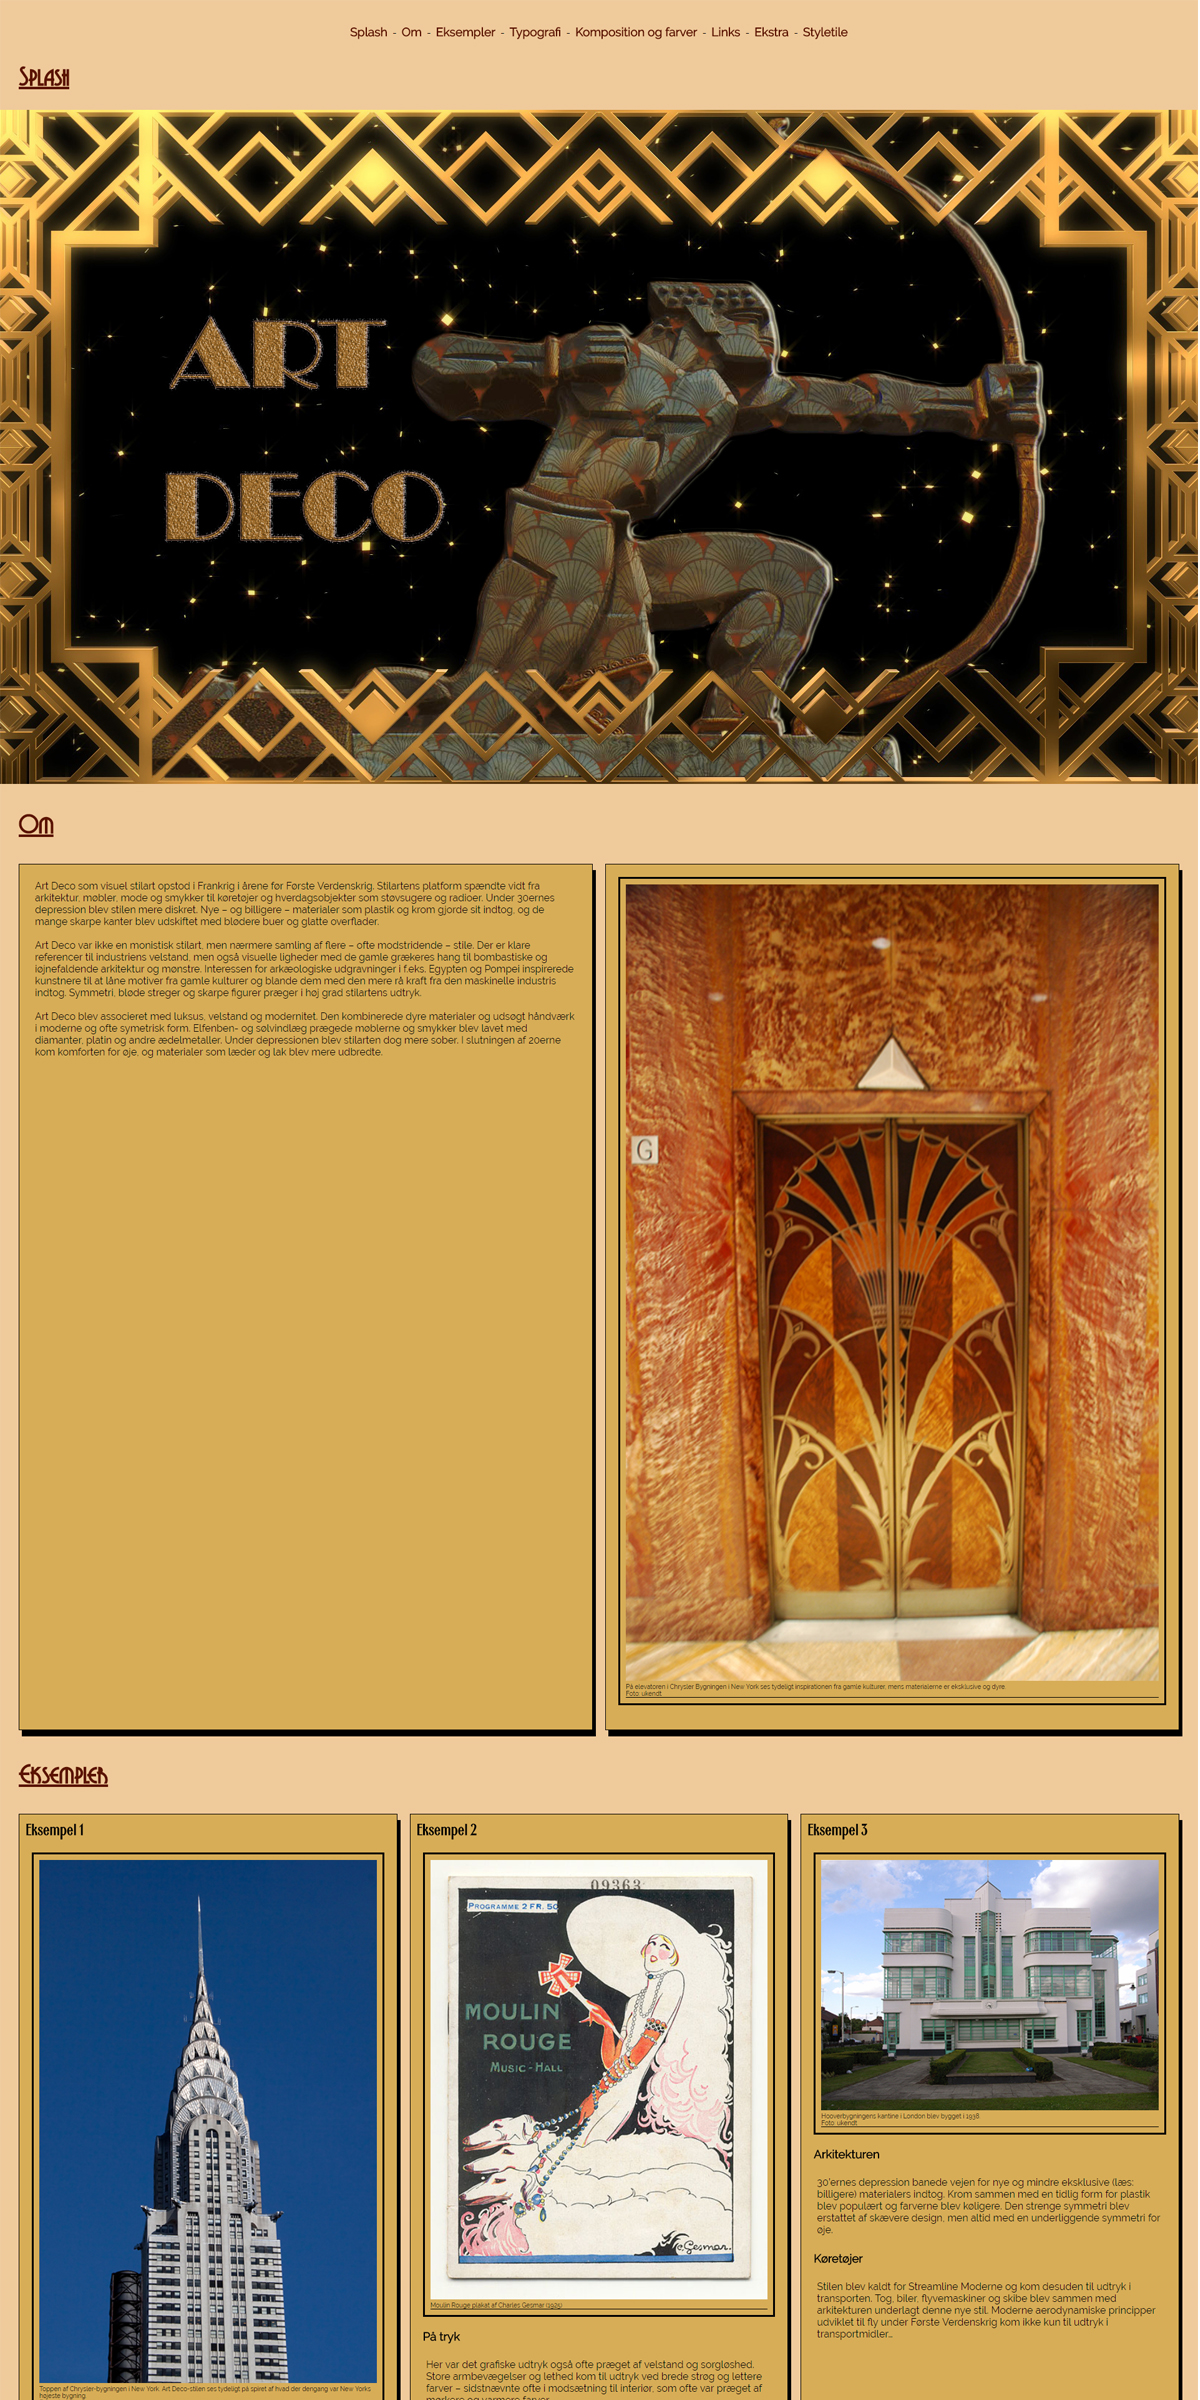 Splash - Om - Eksempler - Typografi - Komposition og farver - Links - Ekstra - Styletile
Splash
ART
DECO
Om
Art Deco som visuel stilart opstod i Frankrig i årene før Første Verdenskrig. Stilartens platform spændte vidt fra
arkitektur, møbler, mode og smykker til køretøjer og hverdagsobjekter som støvsugere og radioer. Under 30ernes
depression blev stilen mere diskret. Nye – og billigere – materialer som plastik og krom gjorde sit indtog, og de
mange skarpe kanter blev udskiftet med blødere buer og glatte overflader.
Art Deco var ikke en monistisk stilart, men nærmere samling af flere – ofte modstridende – stile. Der er klare
referencer til industriens velstand, men også visuelle ligheder med de gamle grækeres hang til bombastiske og
iøjnefaldende arkitektur og mønstre. Interessen for arkæologiske udgravninger i f.eks. Egypten og Pompei inspirerede
kunstnere til at låne motiver fra gamle kulturer og blande dem med den mere rå kraft fra den maskinelle industris
indtog. Symmetri, bløde streger og skarpe figurer præger i høj grad stilartens udtryk.
Art Deco blev associeret med luksus, velstand og modernitet. Den kombinerede dyre materialer og udsøgt håndværk
i moderne og ofte symetrisk form. Elfenben- og sølvindlæg prægede møblerne og smykker blev lavet med
diamanter, platin og andre ædelmetaller. Under depressionen blev stilarten dog mere sober. I slutningen af 20erne
kom komforten for øje, og materialer som læder og lak blev mere udbredte.
G
På elevatoren i Chrysler Bygningen i New York ses tydeligt inspirationen fra gamle kulturer, mens materialerne er eksklusive og dyre.
Foto: ukendt
Eksempler
Eksempel 1
Toppen af Chrysler-bygningen i New York. Art Deco-stilen ses tydeligt på spiret af hvad der dengang var New Yorks
højeste bygning.
Eksempel 2
09363
PROGRAMME 2 FR. 50
MOULIN
ROUGE
MUSIC-HALL
C. Gesmar.
Moulin Rouge plakat af Charles Gesmar (1925)
På tryk
Her var det grafiske udtryk også ofte præget af velstand og sorgløshed.
Store armbevægelser og lethed kom til udtryk ved brede strøg og lettere
farver – sidstnævnte ofte i modsætning til interiør, som ofte var præget af
mørkere og varmere farver.
Eksempel 3
Hooverbygningens kantine i London blev bygget i 1938.
Foto: ukendt
Arkitekturen
30'ernes depression banede vejen for nye og mindre eksklusive (læs:
billigere) materialers indtog. Krom sammen med en tidlig form for plastik
blev populært og farverne blev køligere. Den strenge symmetri blev
erstattet af skævere design, men altid med en underliggende symmetri for
øje.
Køretøjer
Stilen blev kaldt for Streamline Moderne og kom desuden til udtryk i
transporten. Tog, biler, flyvemaskiner og skibe blev sammen med
arkitekturen underlagt denne nye stil. Moderne aerodynamiske principper
udviklet til fly under Første Verdenskrig kom ikke kun til udtryk i
transportmidler...